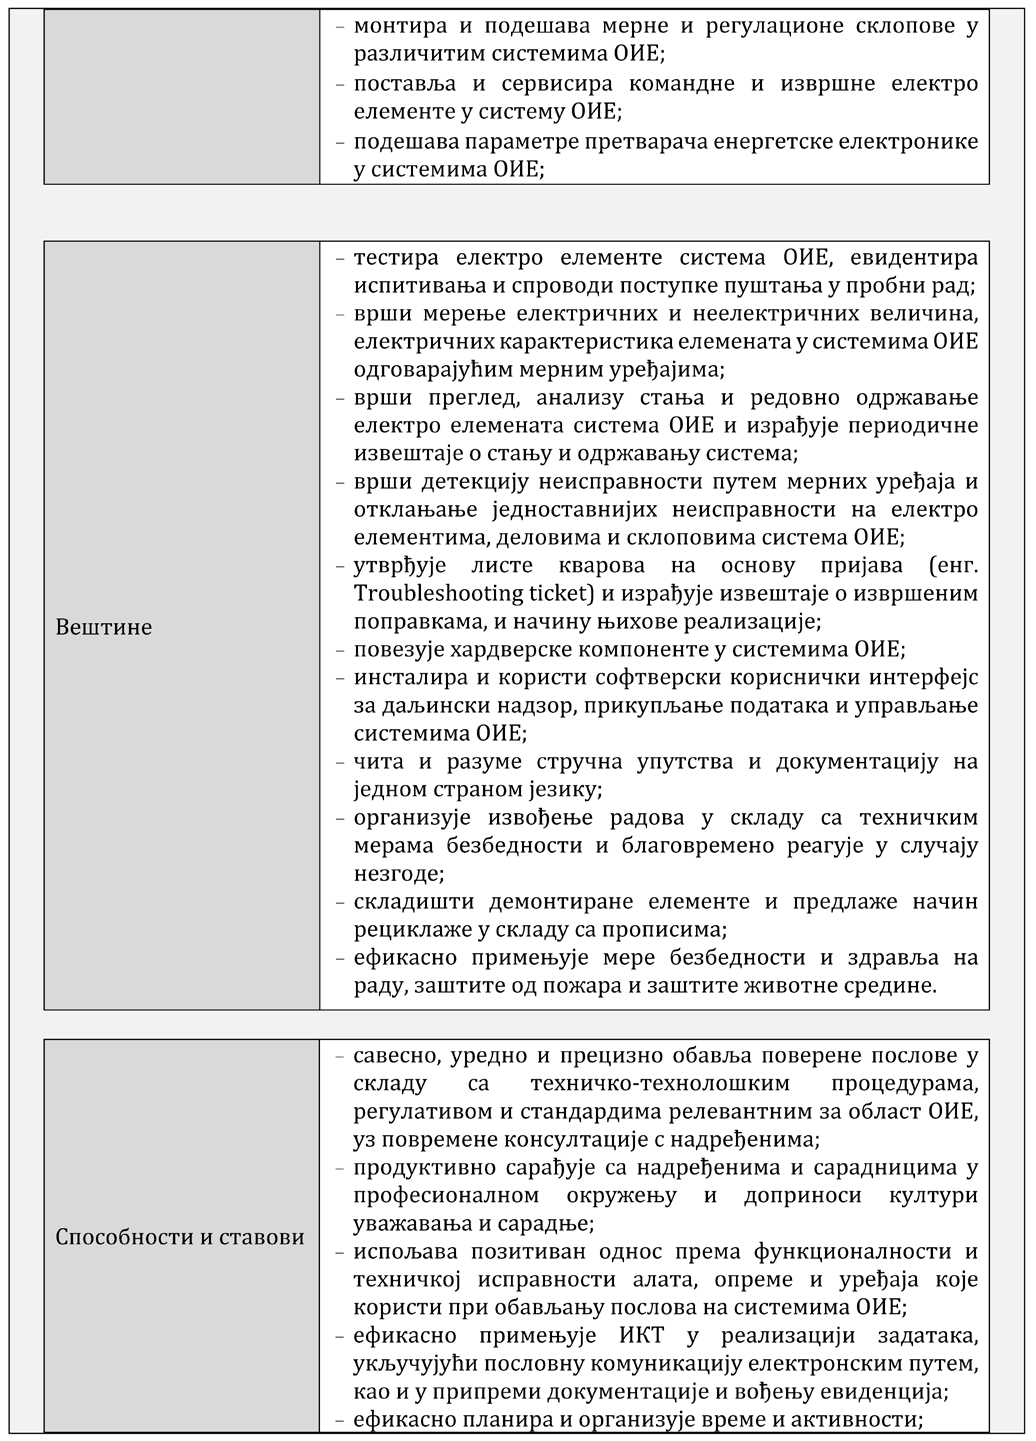 – монтира и подешава мерне и регулационе склопове у
различитим системима ОИЕ;
– поставља и сервисира командне и извршне електро
елементе у систему ОИЕ;
– подешава параметре претварача енергетске електронике
у системима ОИЕ;
Вештине
– тестира електро елементе система ОИЕ, евидентира
испитивања и спроводи поступке пуштања у пробни рад;
– врши мерење електричних и неелектричних величина,
електричних карактеристика елемената у системима ОИЕ
одговарајућим мерним уређајима;
– врши преглед, анализу стања и редовно одржавање
електро елемената система ОИЕ и израђује периодичне
извештаје о стању и одржавању система;
– врши детекцију неисправности путем мерних уређаја и
отклањање једноставнијих неисправности на електро
елементима, деловима и склоповима система ОИЕ;
– утврђује листе кварова на основу пријава (енг.
Troubleshooting ticket) и израђује извештаје о извршеним
поправкама, и начину њихове реализације;
– повезује хардверске компоненте у системима ОИЕ;
– инсталира и користи софтверски кориснички интерфејс
за даљински надзор, прикупљање података и управљање
системима ОИЕ;
– чита и разуме стручна упутства и документацију на
једном страном језику;
– организује извођење радова у складу са техничким
мерама безбедности и благовремено реагује у случају
незгоде;
– складишти демонтиране елементе и предлаже начин
рециклаже у складу са прописима;
– ефикасно примењује мере безбедности и здравља на
раду, заштите од пожара и заштите животне средине.
Способности и ставови
– савесно, уредно и прецизно обавља поверене послове у
складу са техничко-технолошким процедурама,
регулативом и стандардима релевантним за област ОИЕ,
уз повремене консултације с надређенима;
– продуктивно сарађује са надређенима и сарадницима у
професионалном окружењу и доприноси култури
уважавања и сарадње;
– испољава позитиван однос према функционалности и
техничкој исправности алата, опреме и уређаја које
користи при обављању послова на системима ОИЕ;
– ефикасно примењује ИКТ у реализацији задатака,
укључујући пословну комуникацију електронским путем,
као и у припреми документације и вођењу евиденција;
– ефикасно планира и организује време и активности;